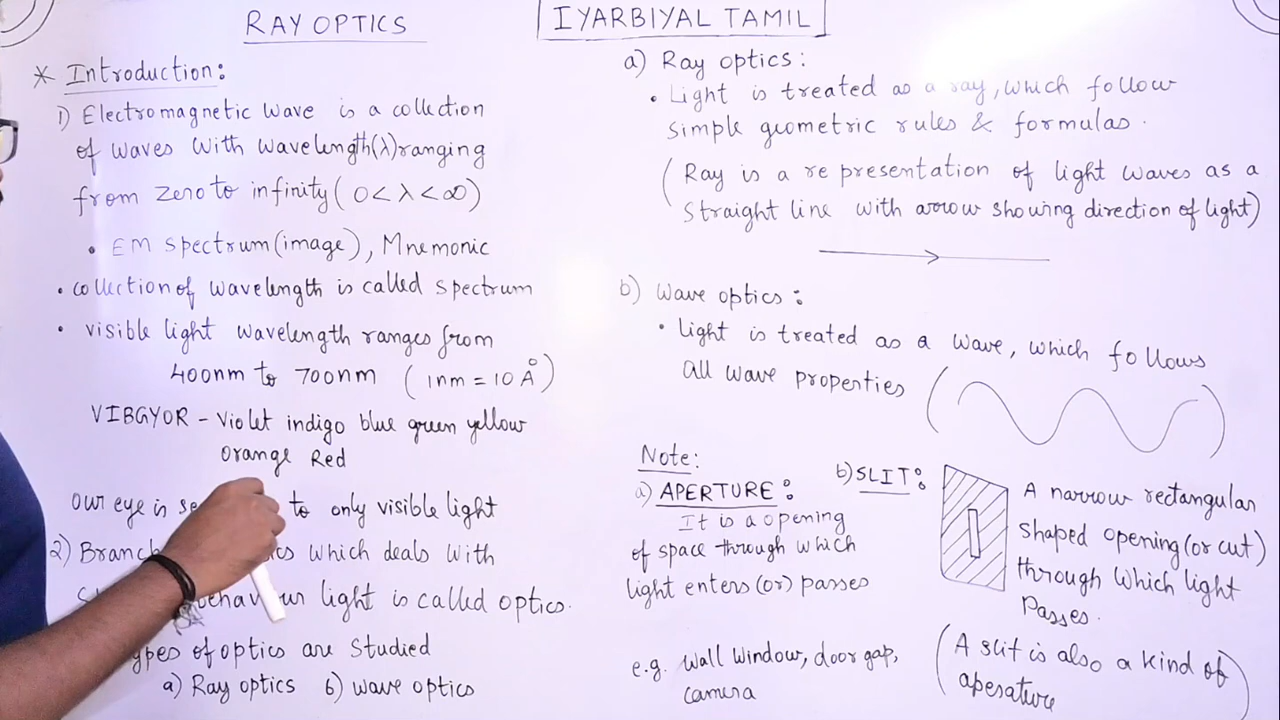 RAY OPTICS
IYARBIYAL TAMIL
* Introduction:
1) Electromagnetic wave is a collection
of waves with wavelength(λ)ranging
from zero to infinity ( 0 < λ < ∞)
• EM spectrum(image), Mnemonic
• collection of wavelength is called spectrum
• visible light wavelength ranges from
400nm to 700nm ( 1nm = 10 Å )
VIBGYOR - Violet indigo blue green yellow
Orange Red
our eye is to only visible light
2) which deals with
light is called optics.
of optics are studied
a) Ray optics b) wave optics
a) Ray optics:
• Light is treated as a ray, which follow
simple geometric rules & formulas.
(Ray is a representation of light waves as a
straight line with arrow showing direction of light)
b) Wave optics:
• Light is treated as a wave, which follows
all wave properties
Note:
a) APERTURE:
It is a opening
of space through which
light enters (or) passes
e.g. wall window, door gap,
camera
b) SLIT:
A narrow rectangular
shaped opening (or cut)
through which light
passes.
(A slit is also a kind of
aperature)